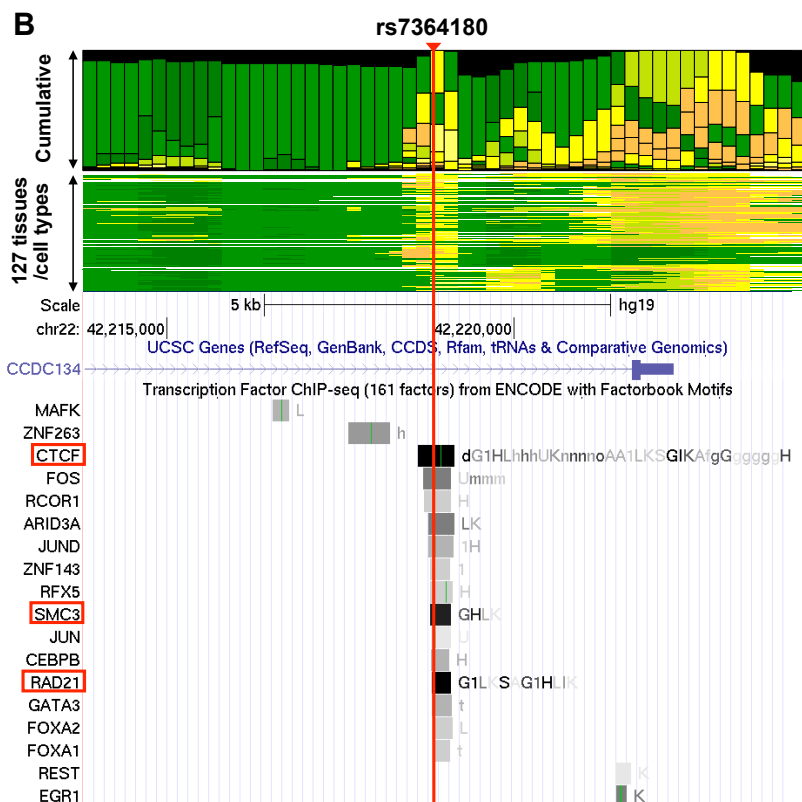 B
rs7364180
Cumulative
127 tissues
/cell types
Scale 5 kb hg19
chr22: 42,215,000 42,220,000
UCSC Genes (RefSeq, GenBank, CCDS, Rfam, tRNAs & Comparative Genomics)
CCDC134
Transcription Factor ChIP-seq (161 factors) from ENCODE with Factorbook Motifs
MAFK L
ZNF263 h
CTCF dG1HLhhhUKnnnnoAA1LKSGIKAfgGgggggH
FOS Ummm
RCOR1 H
ARID3A LK
JUND 1H
ZNF143 1
RFX5 H
SMC3 GHLK
JUN U
CEBPB H
RAD21 G1LKSAG1HLIK
GATA3 t
FOXA2 L
FOXA1 t
REST K
EGR1 K